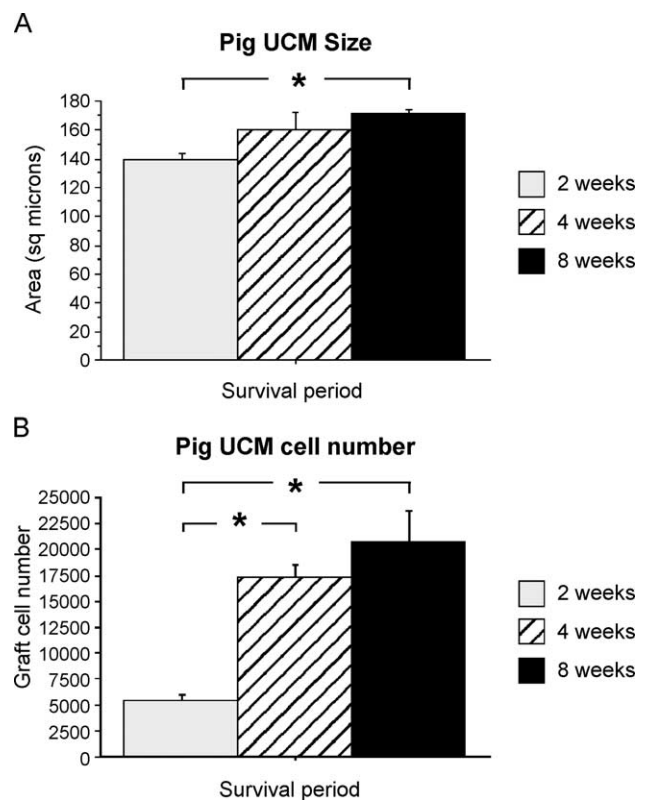 A
Pig UCM Size
*
180
160
140
120
100
80
60
40
20
0
Area (sq microns)
Survival period
2 weeks
4 weeks
8 weeks
B
Pig UCM cell number
*
*
25000
22500
20000
17500
15000
12500
10000
7500
5000
2500
0
Graft cell number
Survival period
2 weeks
4 weeks
8 weeks